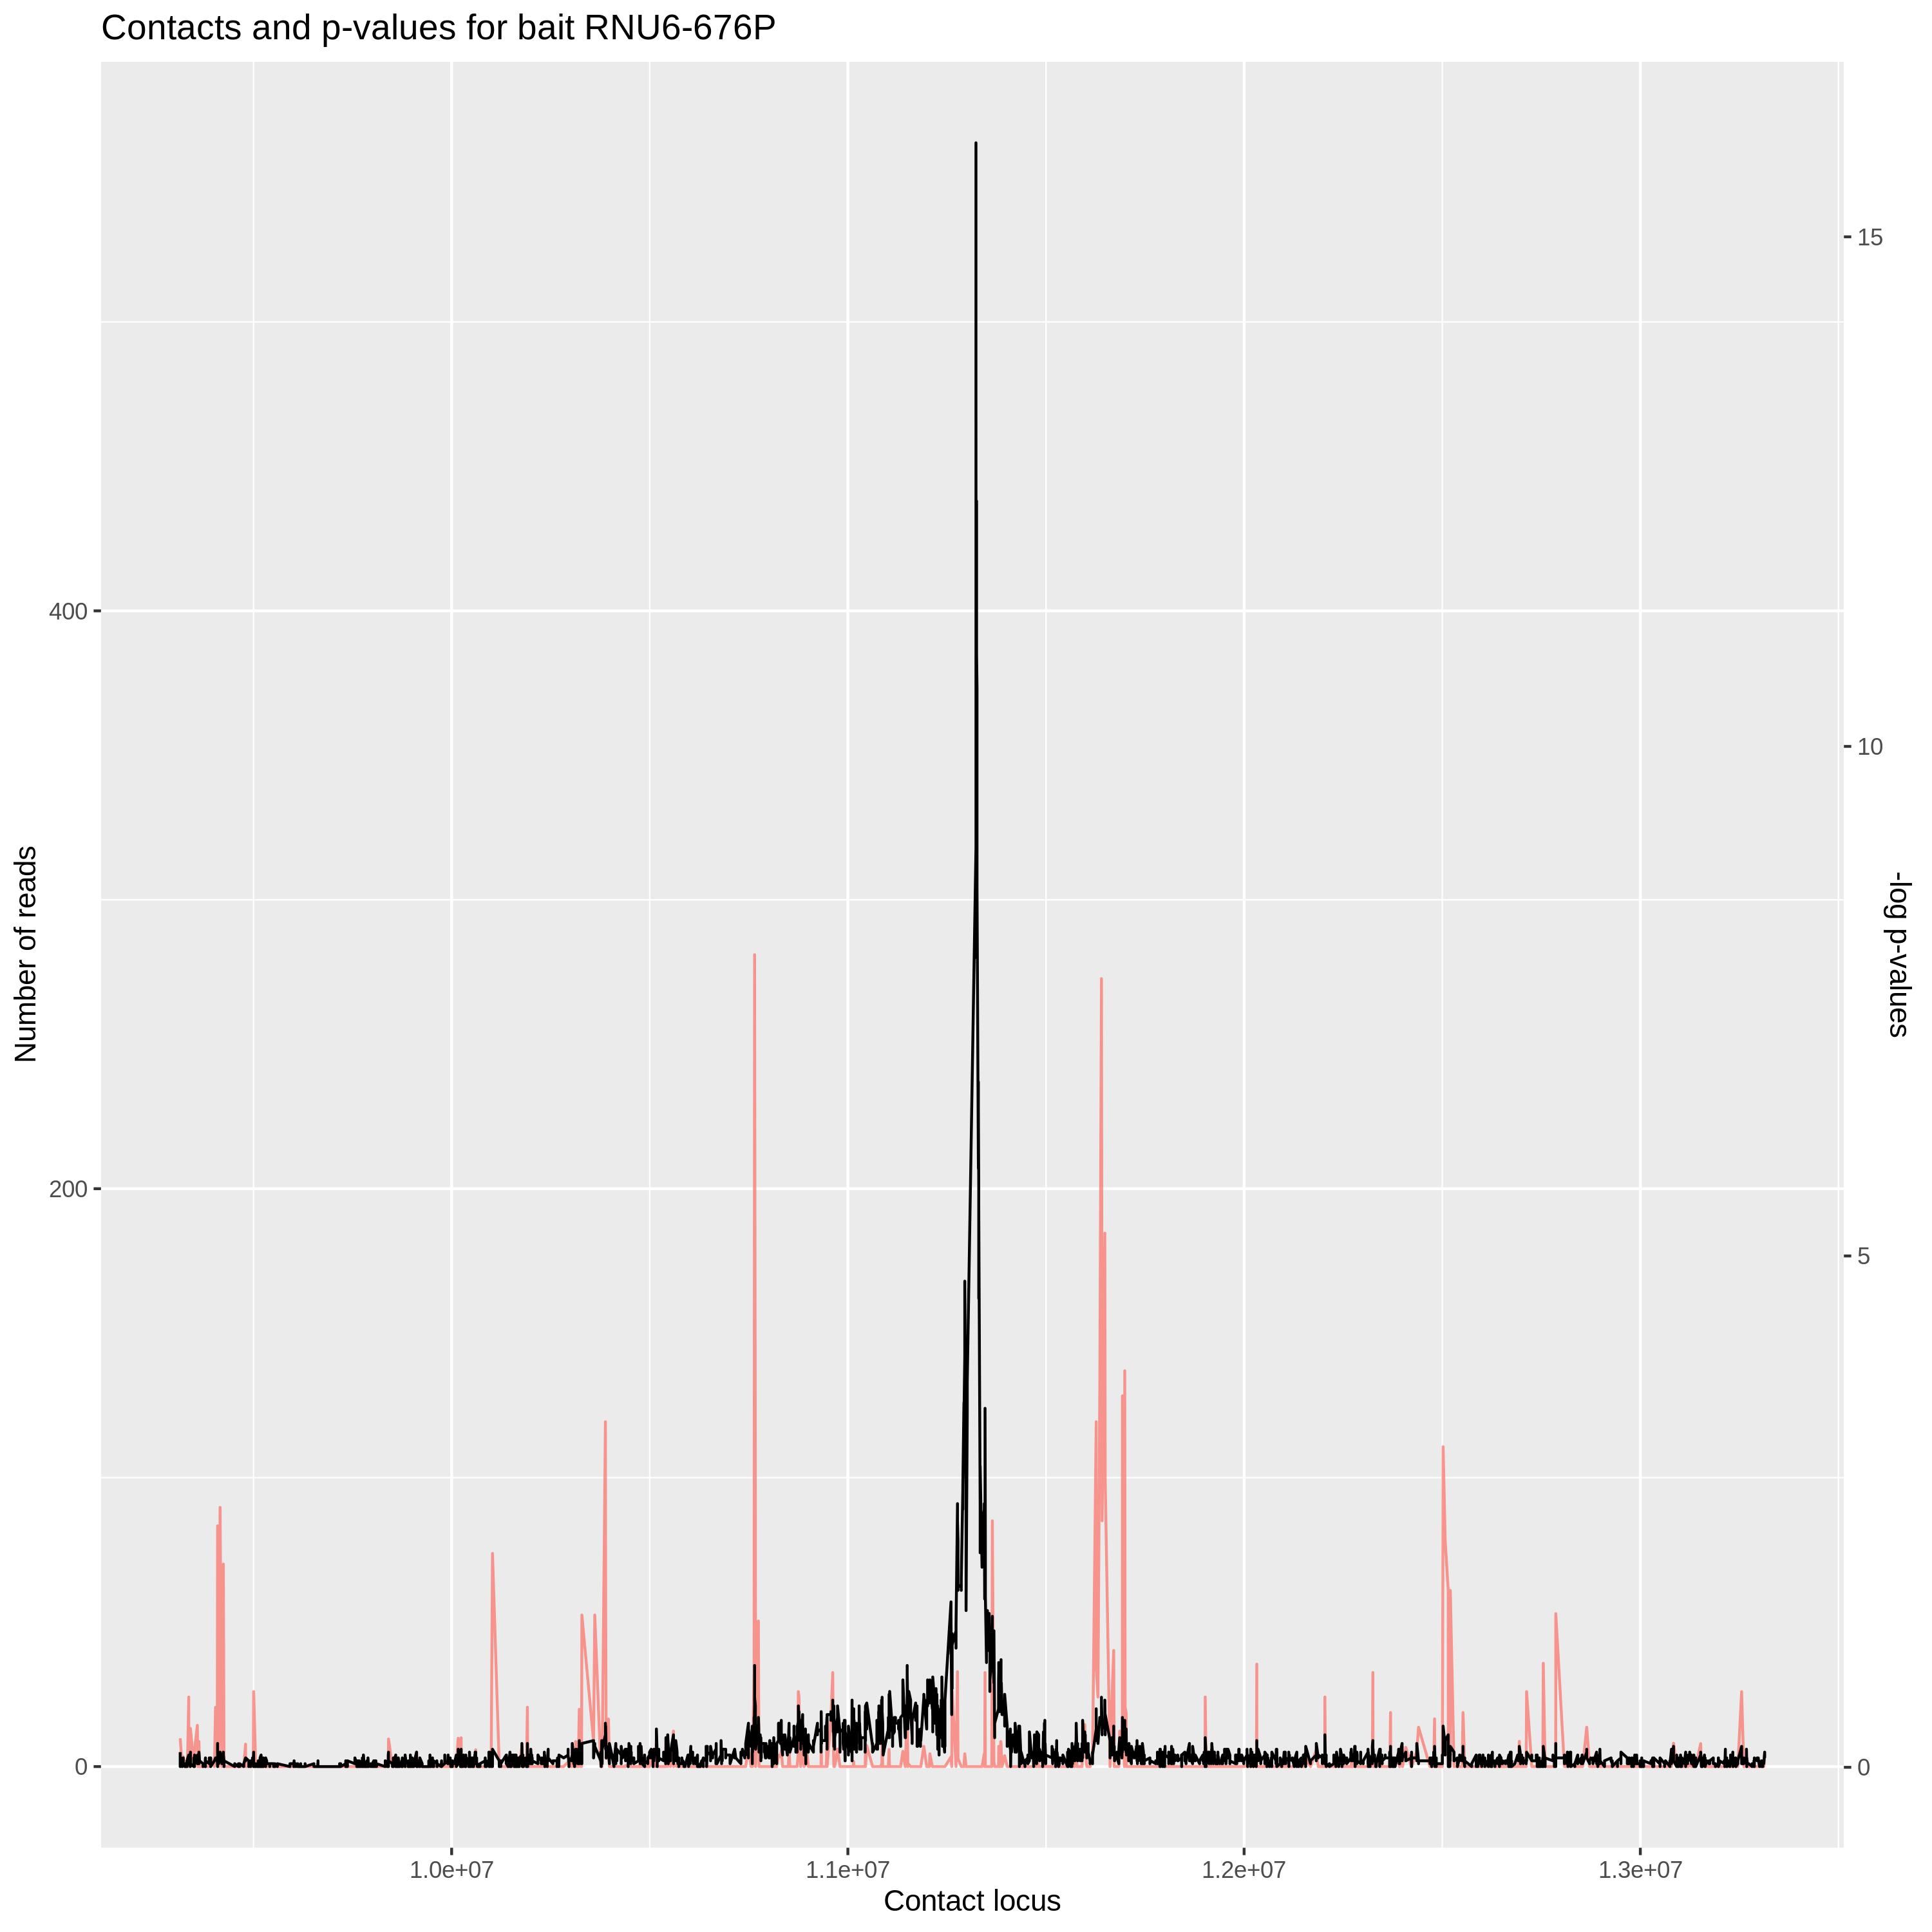 Contacts and p-values for bait RNU6-676P
Number of reads
400
200
0
15
10
5
0
-log p-values
1.0e+07
1.1e+07
1.2e+07
1.3e+07
Contact locus